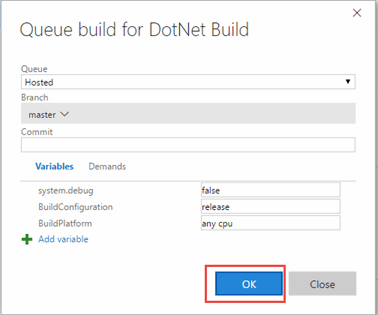 Queue build for DotNet Build
Queue
Hosted
Branch
master
Commit
Variables Demands
system.debug false
BuildConfiguration release
BuildPlatform any cpu
Add variable
OK Close